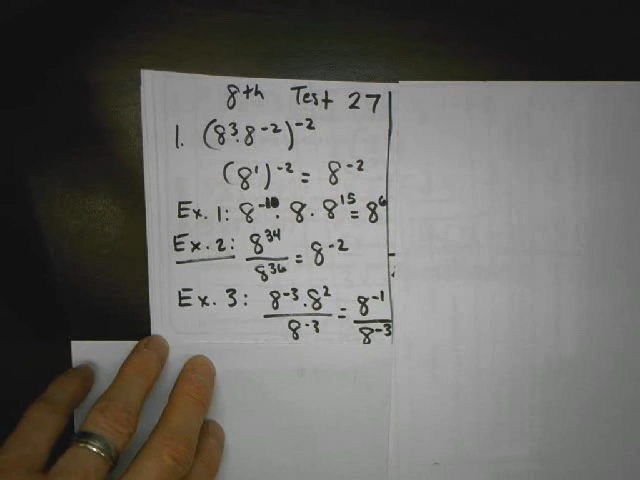 8th Test 27
1. (8³·8⁻²)⁻²
(8¹)⁻² = 8⁻²
Ex. 1: 8⁻¹⁰·8·8¹⁵ = 8⁶
Ex. 2: 8³⁴/8³⁶ = 8⁻²
Ex. 3: 8⁻³·8²/8⁻³ = 8⁻¹/8⁻³